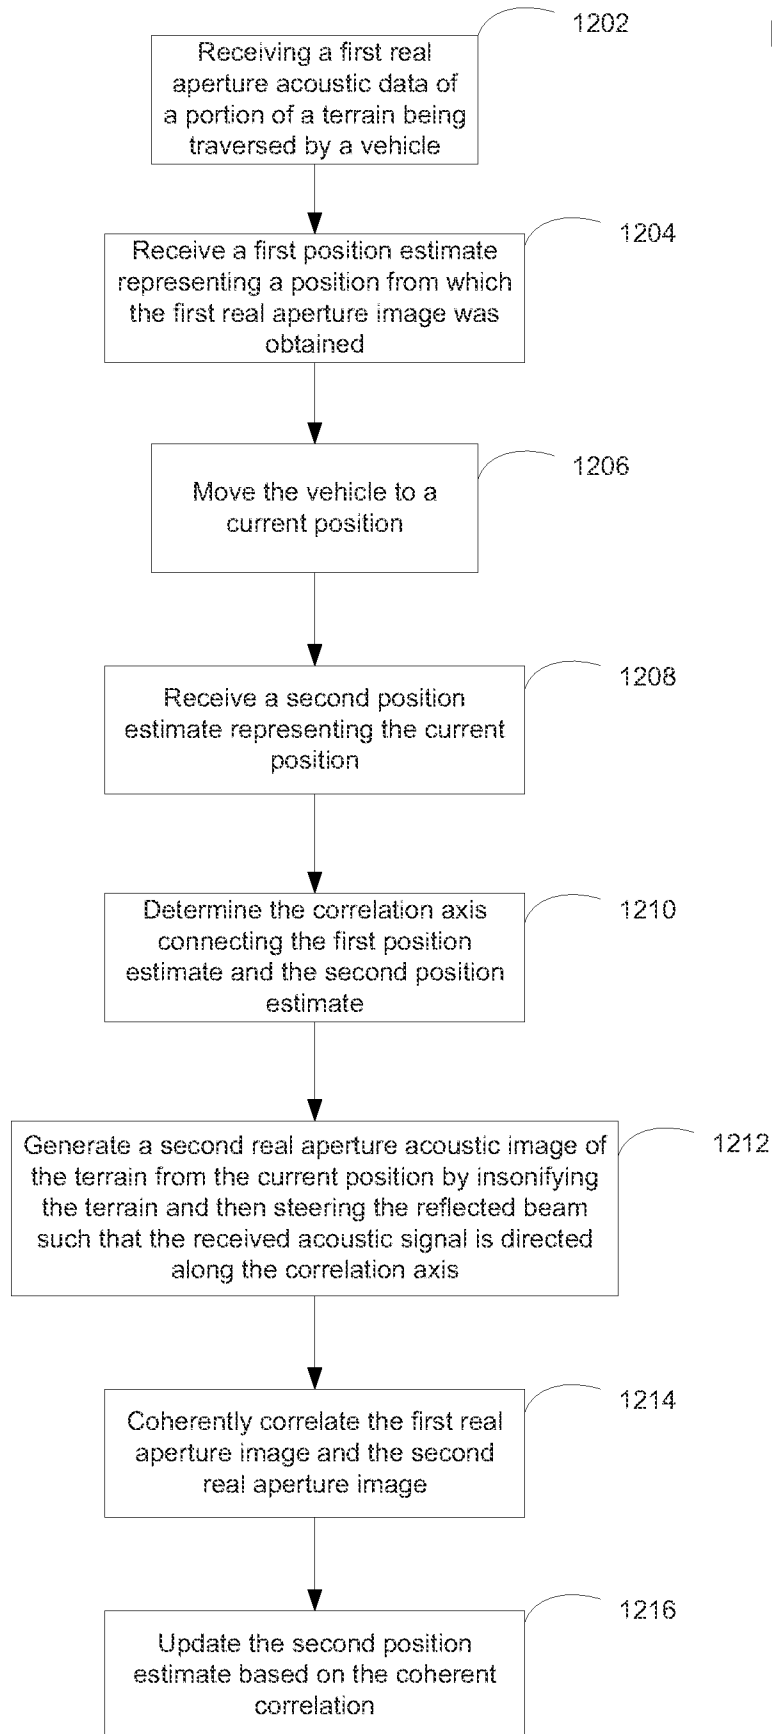 1202
Receiving a first real
aperture acoustic data of
a portion of a terrain being
traversed by a vehicle
1204
Receive a first position estimate
representing a position from which
the first real aperture image was
obtained
1206
Move the vehicle to a
current position
1208
Receive a second position
estimate representing the current
position
1210
Determine the correlation axis
connecting the first position
estimate and the second position
estimate
1212
Generate a second real aperture acoustic image of
the terrain from the current position by insonifying
the terrain and then steering the reflected beam
such that the received acoustic signal is directed
along the correlation axis
1214
Coherently correlate the first real
aperture image and the second
real aperture image
1216
Update the second position
estimate based on the coherent
correlation